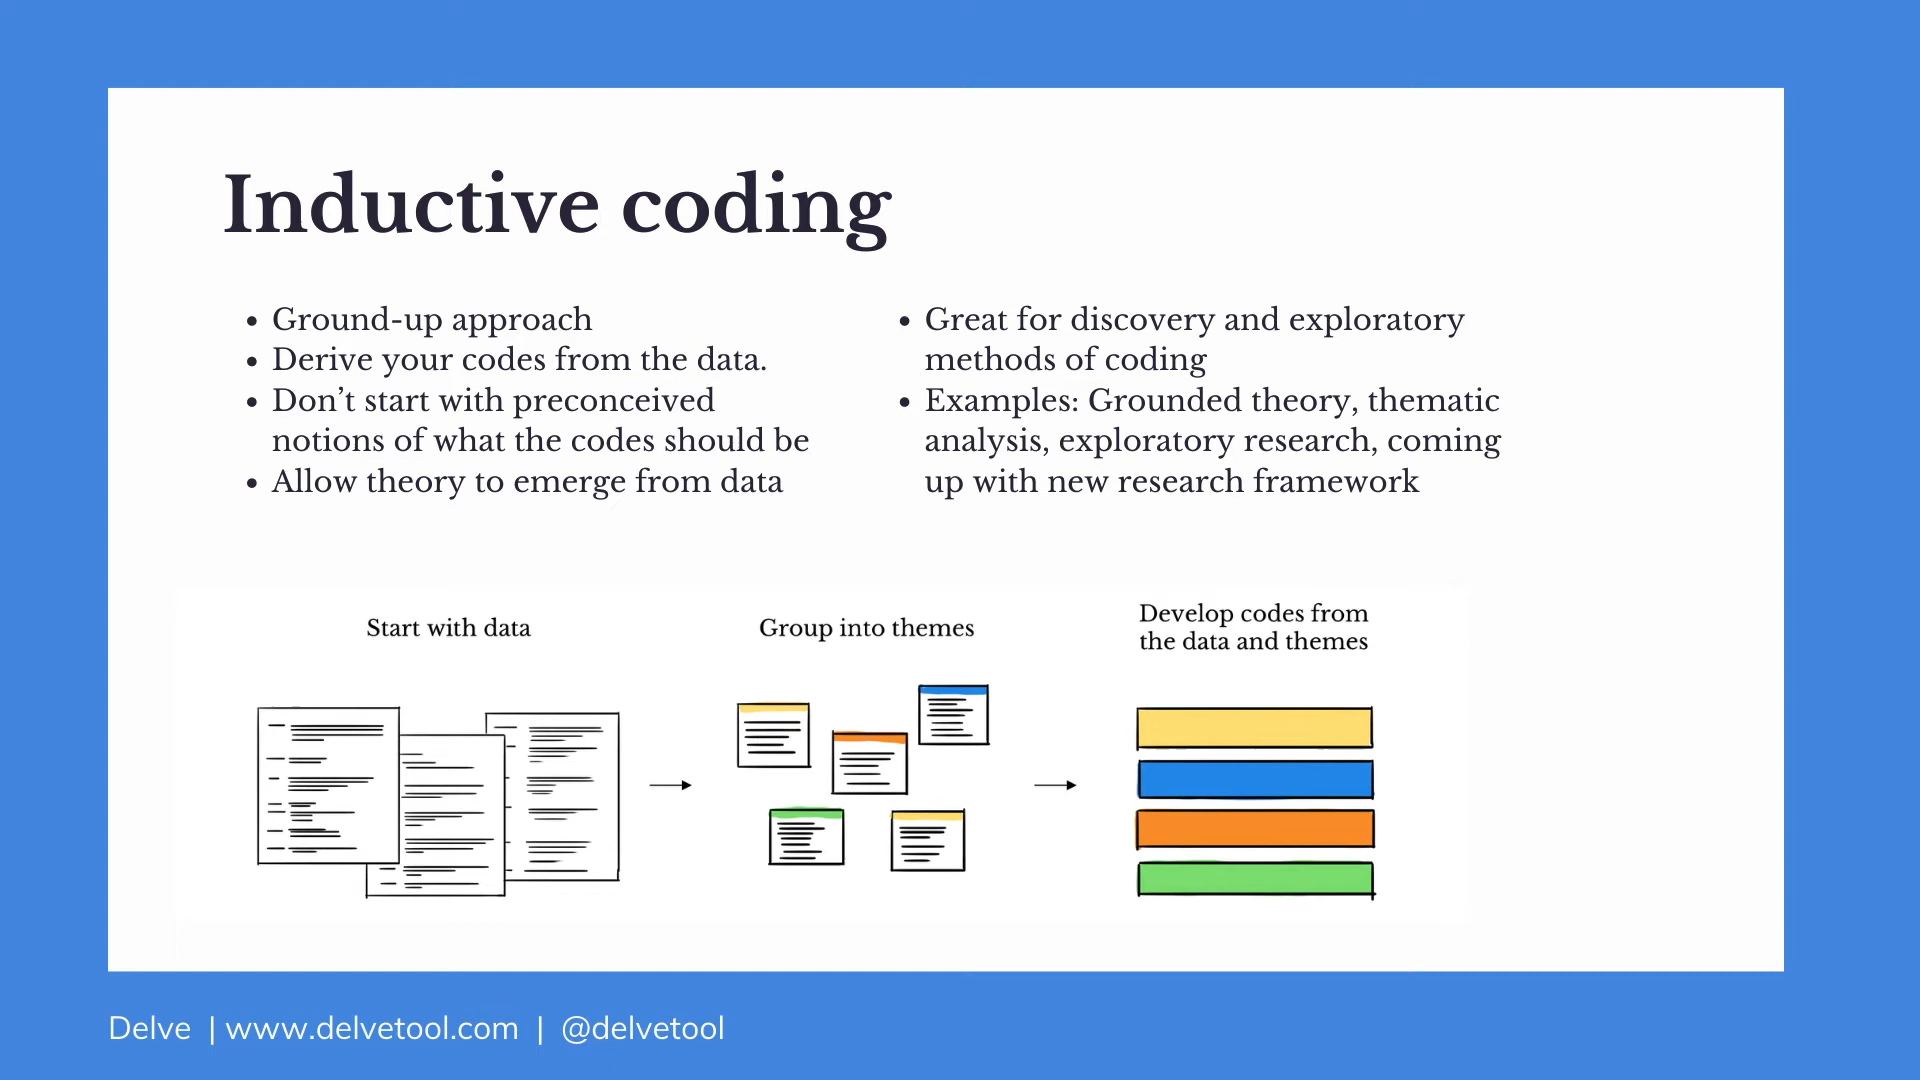 Inductive coding
• Ground-up approach
• Derive your codes from the data.
• Don’t start with preconceived
notions of what the codes should be
• Allow theory to emerge from data
• Great for discovery and exploratory
methods of coding
• Examples: Grounded theory, thematic
analysis, exploratory research, coming
up with new research framework
Start with data
Group into themes
Develop codes from
the data and themes
Delve | www.delvetool.com | @delvetool